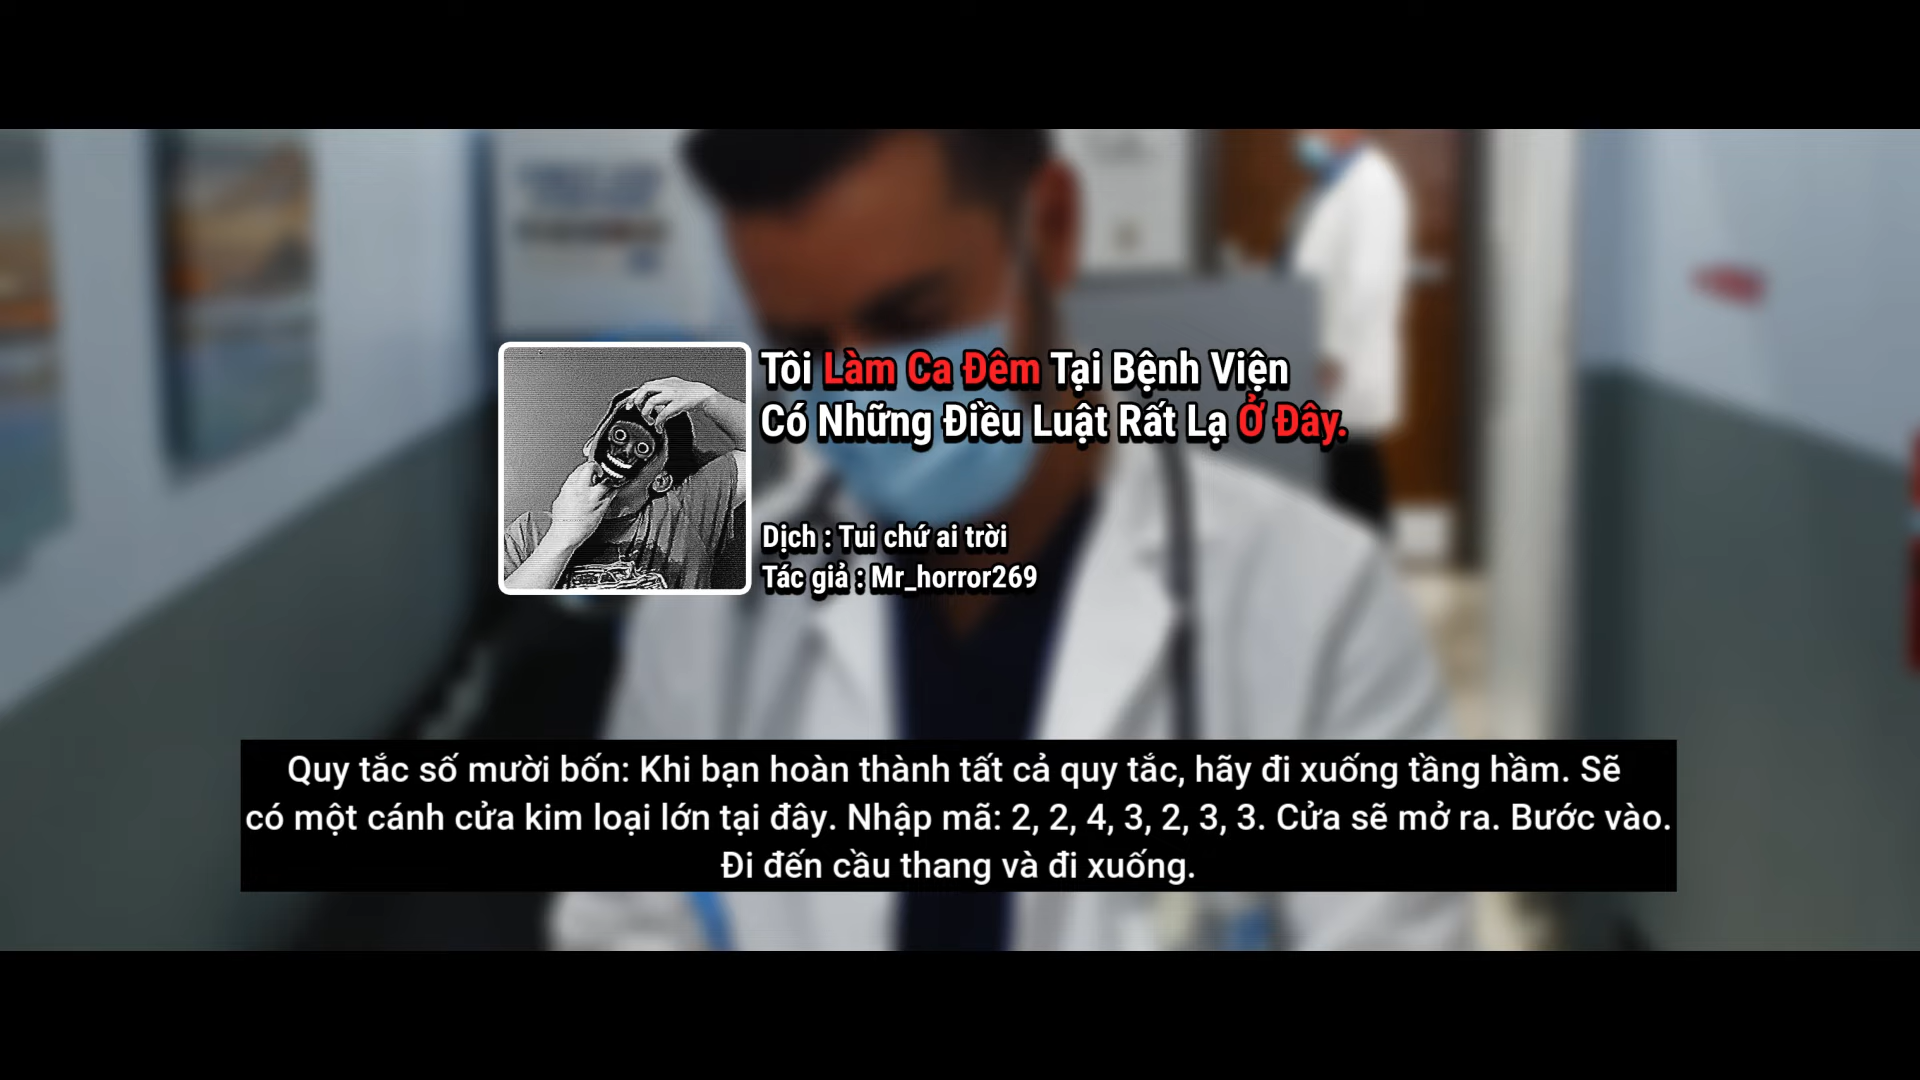 Tôi Làm Ca Đêm Tại Bệnh Viện
Có Những Điều Luật Rất Lạ Ở Đây.
Dịch : Tui chứ ai trời
Tác giả : Mr_horror269
Quy tắc số mười bốn: Khi bạn hoàn thành tất cả quy tắc, hãy đi xuống tầng hầm. Sẽ
có một cánh cửa kim loại lớn tại đây. Nhập mã: 2, 2, 4, 3, 2, 3, 3. Cửa sẽ mở ra. Bước vào.
Đi đến cầu thang và đi xuống.